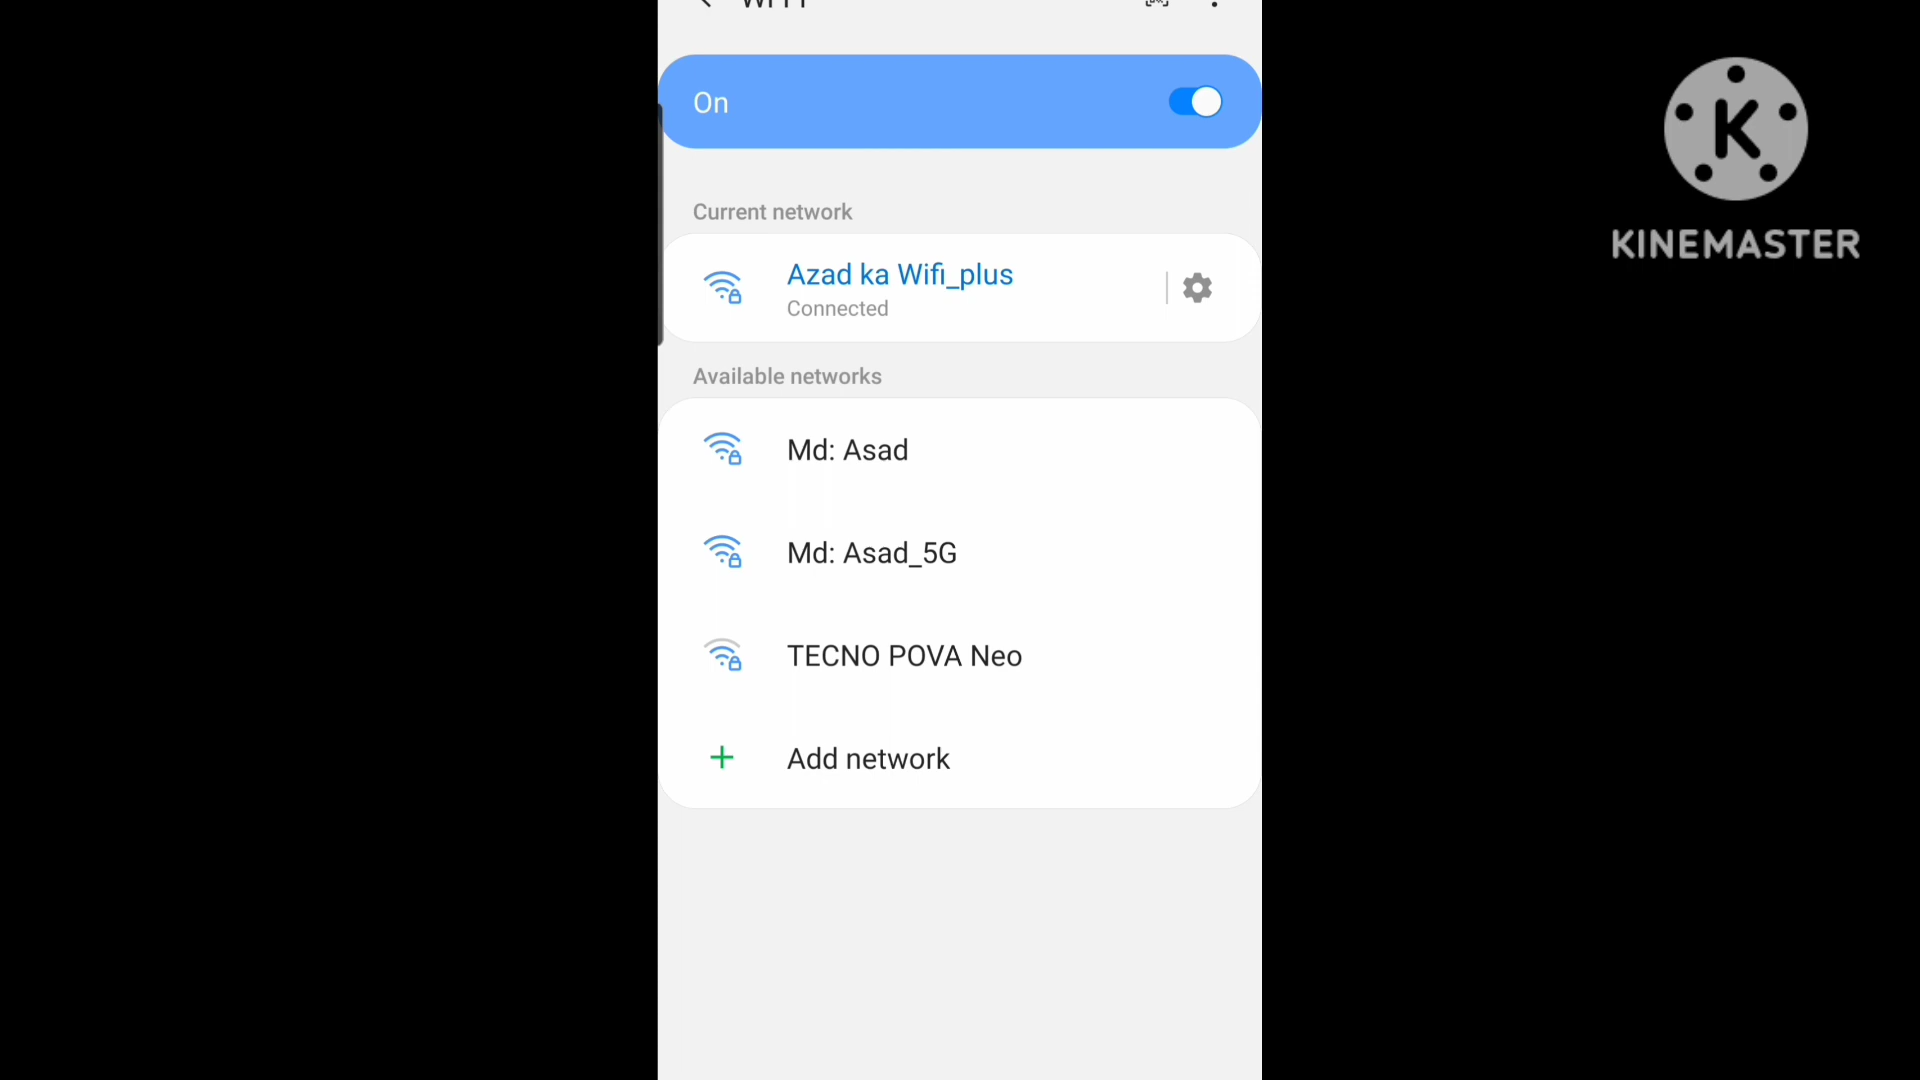 On
Current network
Azad ka Wifi_plus
Connected
Available networks
Md: Asad
Md: Asad_5G
TECNO POVA Neo
Add network
K
KINEMASTER